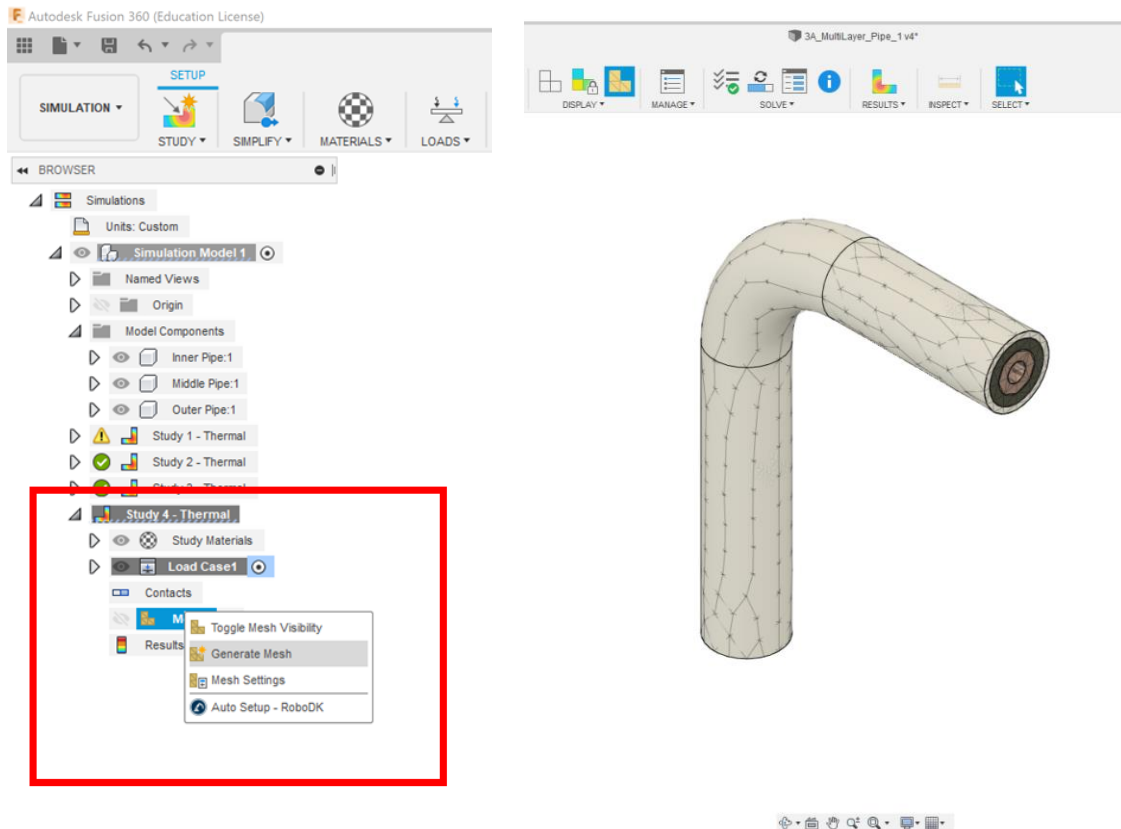 Autodesk Fusion 360 (Education License)
3A_MultiLayer_Pipe_1 v4*
SETUP
SIMULATION
STUDY
SIMPLIFY
MATERIALS
LOADS
DISPLAY
MANAGE
SOLVE
RESULTS
INSPECT
SELECT
BROWSER
Simulations
Units: Custom
Simulation Model 1
Named Views
Origin
Model Components
Inner Pipe:1
Middle Pipe:1
Outer Pipe:1
Study 1 - Thermal
Study 2 - Thermal
Study 4 - Thermal
Study Materials
Load Case1
Contacts
Toggle Mesh Visibility
Results
Generate Mesh
Mesh Settings
Auto Setup - RoboDK